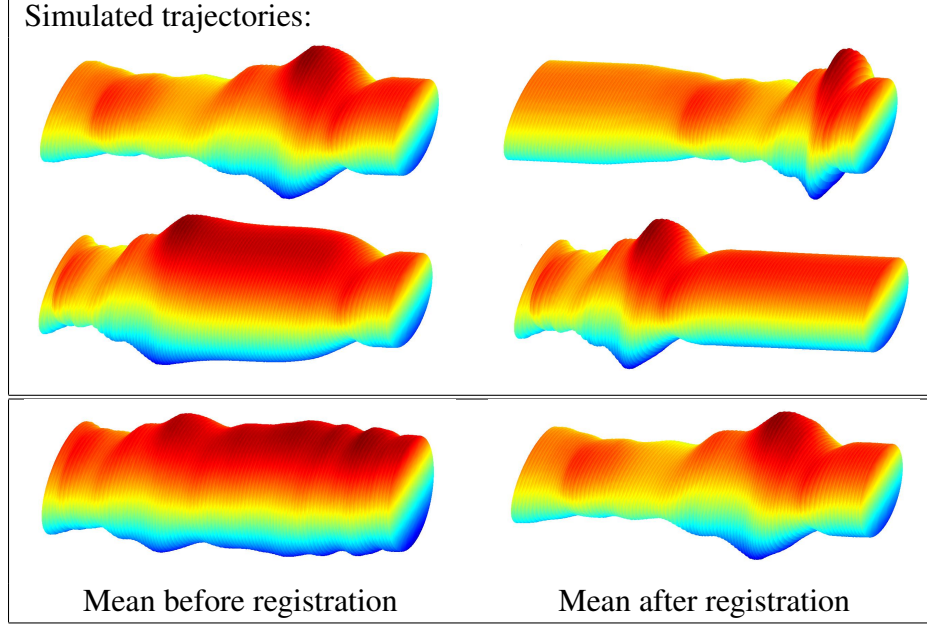 Simulated trajectories:
Mean before registration
Mean after registration